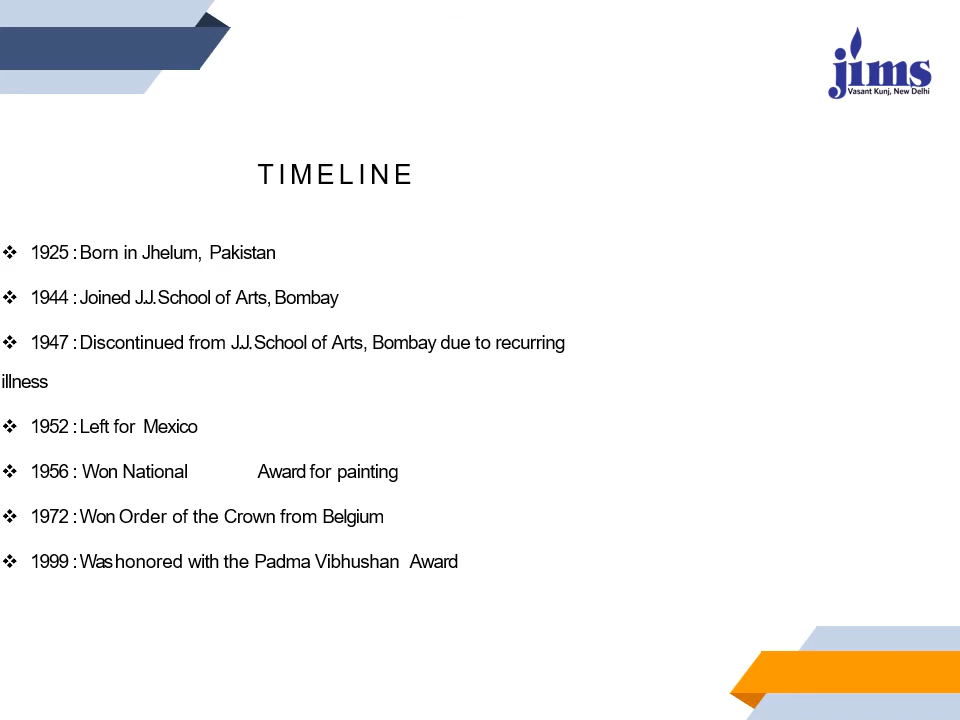 jims
Vasant Kunj, New Delhi
TIMELINE
❖ 1925 : Born in Jhelum, Pakistan
❖ 1944 : Joined J.J. School of Arts, Bombay
❖ 1947 : Discontinued from J.J. School of Arts, Bombay due to recurring
illness
❖ 1952 : Left for Mexico
❖ 1956 : Won National Award for painting
❖ 1972 : Won Order of the Crown from Belgium
❖ 1999 : Was honored with the Padma Vibhushan Award